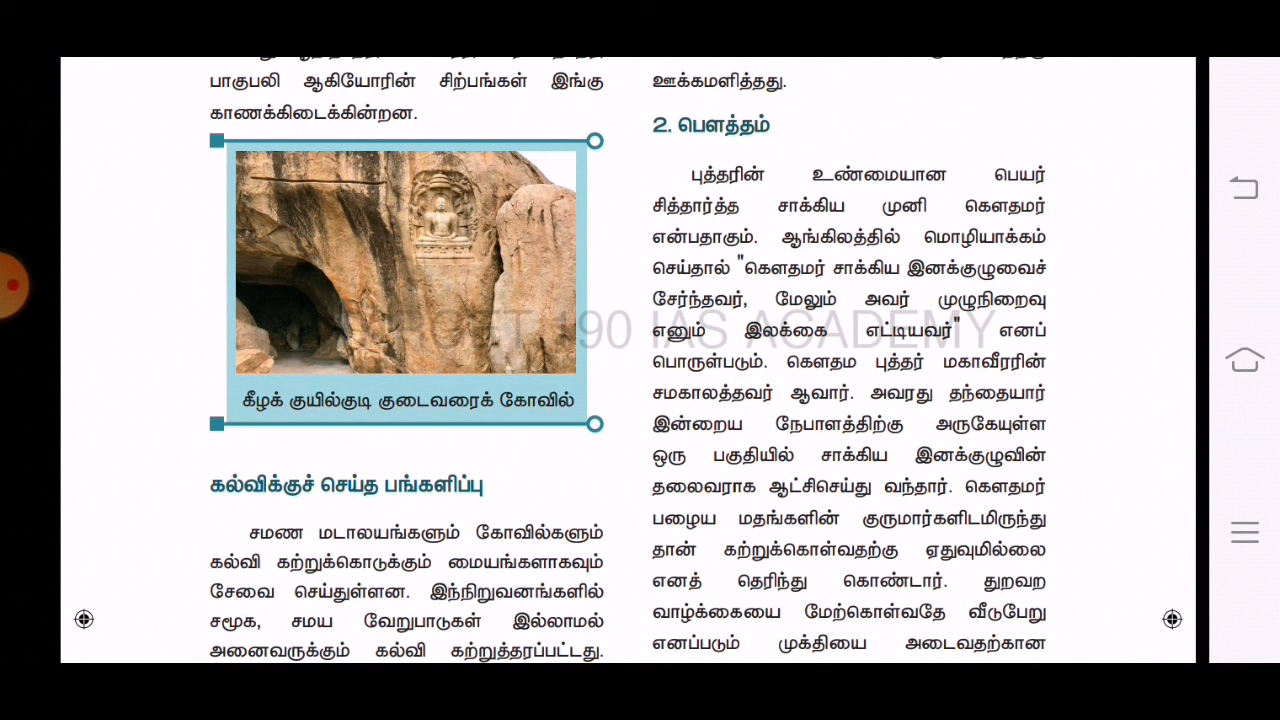 பாகுபலி ஆகியோரின் சிற்பங்கள் இங்கு
காணக்கிடைக்கின்றன.
கீழக் குயில்குடி குடைவரைக் கோவில்
கல்விக்குச் செய்த பங்களிப்பு
சமண மடாலயங்களும் கோவில்களும்
கல்வி கற்றுக்கொடுக்கும் மையங்களாகவும்
சேவை செய்துள்ளன. இந்நிறுவனங்களில்
சமூக, சமய வேறுபாடுகள் இல்லாமல்
அனைவருக்கும் கல்வி கற்றுத்தரப்பட்டது.
ஊக்கமளித்தது.
2. பௌத்தம்
புத்தரின் உண்மையான பெயர்
சித்தார்த்த சாக்கிய முனி கௌதமர்
என்பதாகும். ஆங்கிலத்தில் மொழியாக்கம்
செய்தால் "கௌதமர் சாக்கிய இனக்குழுவைச்
சேர்ந்தவர், மேலும் அவர் முழுநிறைவு
எனும் இலக்கை எட்டியவர்" எனப்
பொருள்படும். கௌதம புத்தர் மகாவீரரின்
சமகாலத்தவர் ஆவார். அவரது தந்தையார்
இன்றைய நேபாளத்திற்கு அருகேயுள்ள
ஒரு பகுதியில் சாக்கிய இனக்குழுவின்
தலைவராக ஆட்சிசெய்து வந்தார். கௌதமர்
பழைய மதங்களின் குருமார்களிடமிருந்து
தான் கற்றுக்கொள்வதற்கு ஏதுவுமில்லை
எனத் தெரிந்து கொண்டார். துறவற
வாழ்க்கையை மேற்கொள்வதே வீடுபேறு
எனப்படும் முக்தியை அடைவதற்கான
190 IAS ACADEMY